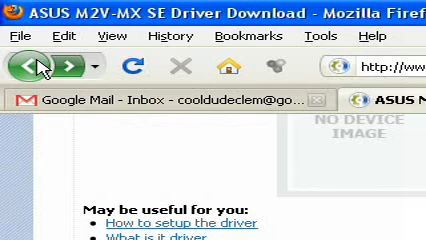 ASUS M2V-MX SE Driver Download - Mozilla Firef
File Edit View History Bookmarks Tools Help
http://ww
Google Mail - Inbox - cooldudeclem@go... ASUS M
NO DEVICE
IMAGE
May be useful for you:
How to setup the driver
What is it driver